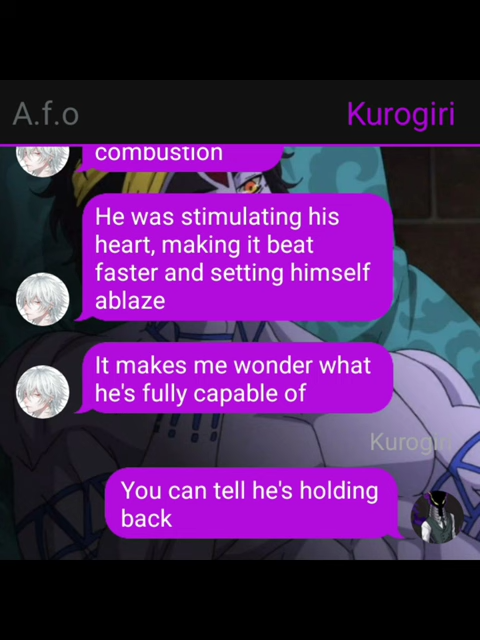 A.f.o
Kurogiri
combustion
He was stimulating his
heart, making it beat
faster and setting himself
ablaze
It makes me wonder what
he's fully capable of
Kurogiri
You can tell he's holding
back